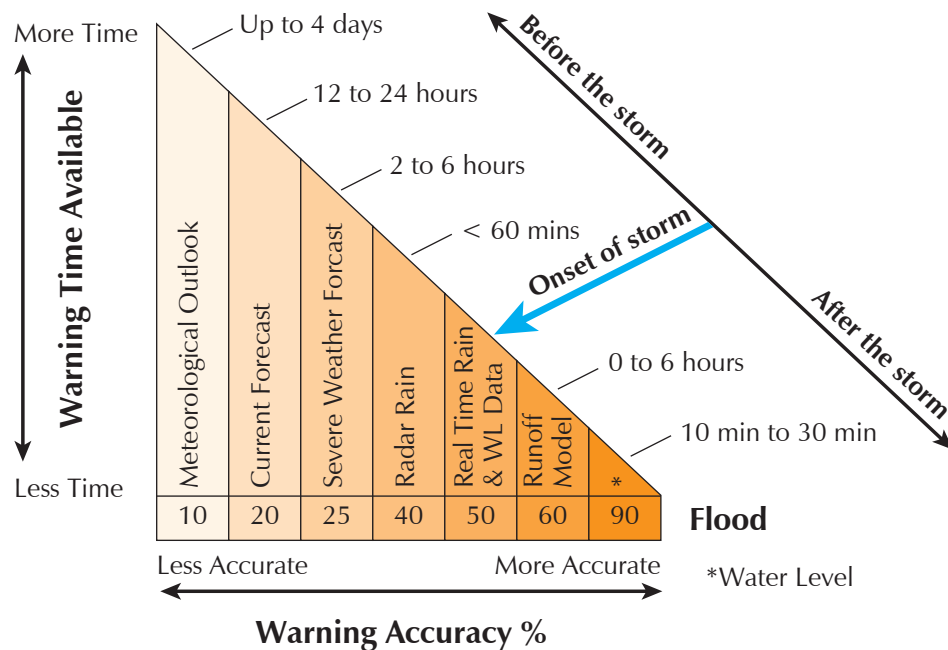 More Time
Up to 4 days
12 to 24 hours
2 to 6 hours
< 60 mins
0 to 6 hours
10 min to 30 min
Before the storm
Onset of storm
After the storm
Warning Time Available
Less Time
Meteorological Outlook
Current Forecast
Severe Weather Forcast
Radar Rain
Real Time Rain
& WL Data
Runoff
Model
*
10 20 25 40 50 60 90
Flood
Less Accurate
More Accurate
*Water Level
Warning Accuracy %